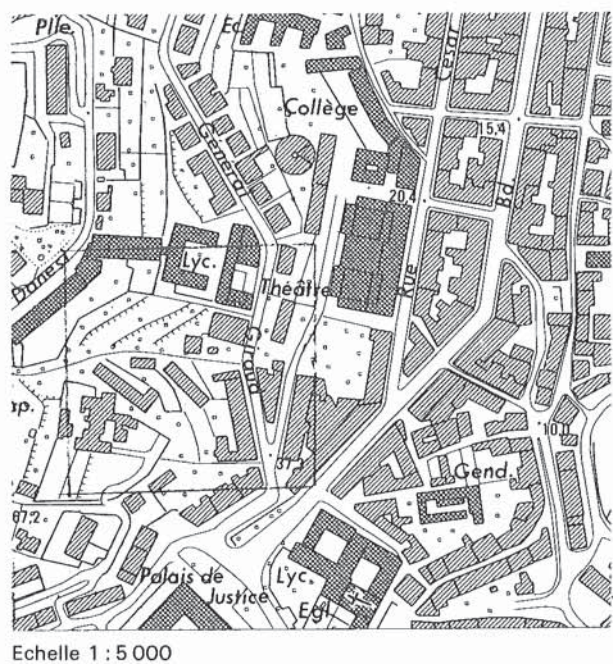 Plle
Ec
Collège
César
Général
15,4
20,4
Bd.
Lyc.
Théâtre
Rue
Giraud
37,1
10,0
Gend.
67,2
Palais de
Justice
Lyc.
Egl.
Echelle 1 : 5 000